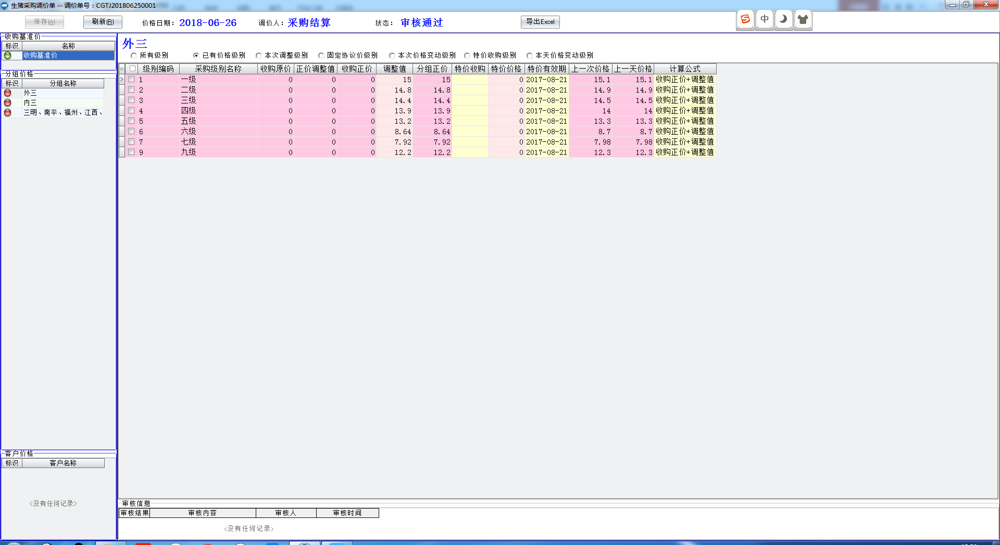 生猪采购调价单 -- 调价单号：CGTJ201806250001
保存(A) 刷新(R) 价格日期： 2018-06-26 调价人： 采购结算 状态： 审核通过 导出Excel 中
收购基准价
标识 名称
收购基准价
分组价格
标识 分组名称
外三
内三
三明、南平、福州、江西、
客户价格
标识 客户名称
<没有任何记录>
外三
所有级别 已有价格级别 本次调整级别 固定协议价级别 本次价格变动级别 特价收购级别 本天价格变动级别
级别编码 采购级别名称 收购原价 正价调整值 收购正价 调整值 分组正价 特价收购 特价价格 特价有效期 上一次价格 上一天价格 计算公式
1 一级 0 0 0 15 15 0 2017-08-21 15.1 15.1 收购正价+调整值
2 二级 0 0 0 14.8 14.8 0 2017-08-21 14.9 14.9 收购正价+调整值
3 三级 0 0 0 14.4 14.4 0 2017-08-21 14.5 14.5 收购正价+调整值
4 四级 0 0 0 13.9 13.9 0 2017-08-21 14 14 收购正价+调整值
5 五级 0 0 0 13.2 13.2 0 2017-08-21 13.3 13.3 收购正价+调整值
6 六级 0 0 0 8.64 8.64 0 2017-08-21 8.7 8.7 收购正价+调整值
7 七级 0 0 0 7.92 7.92 0 2017-08-21 7.98 7.98 收购正价+调整值
9 九级 0 0 0 12.2 12.2 0 2017-08-21 12.3 12.3 收购正价+调整值
审核信息
审核结果 审核内容 审核人 审核时间
<没有任何记录>